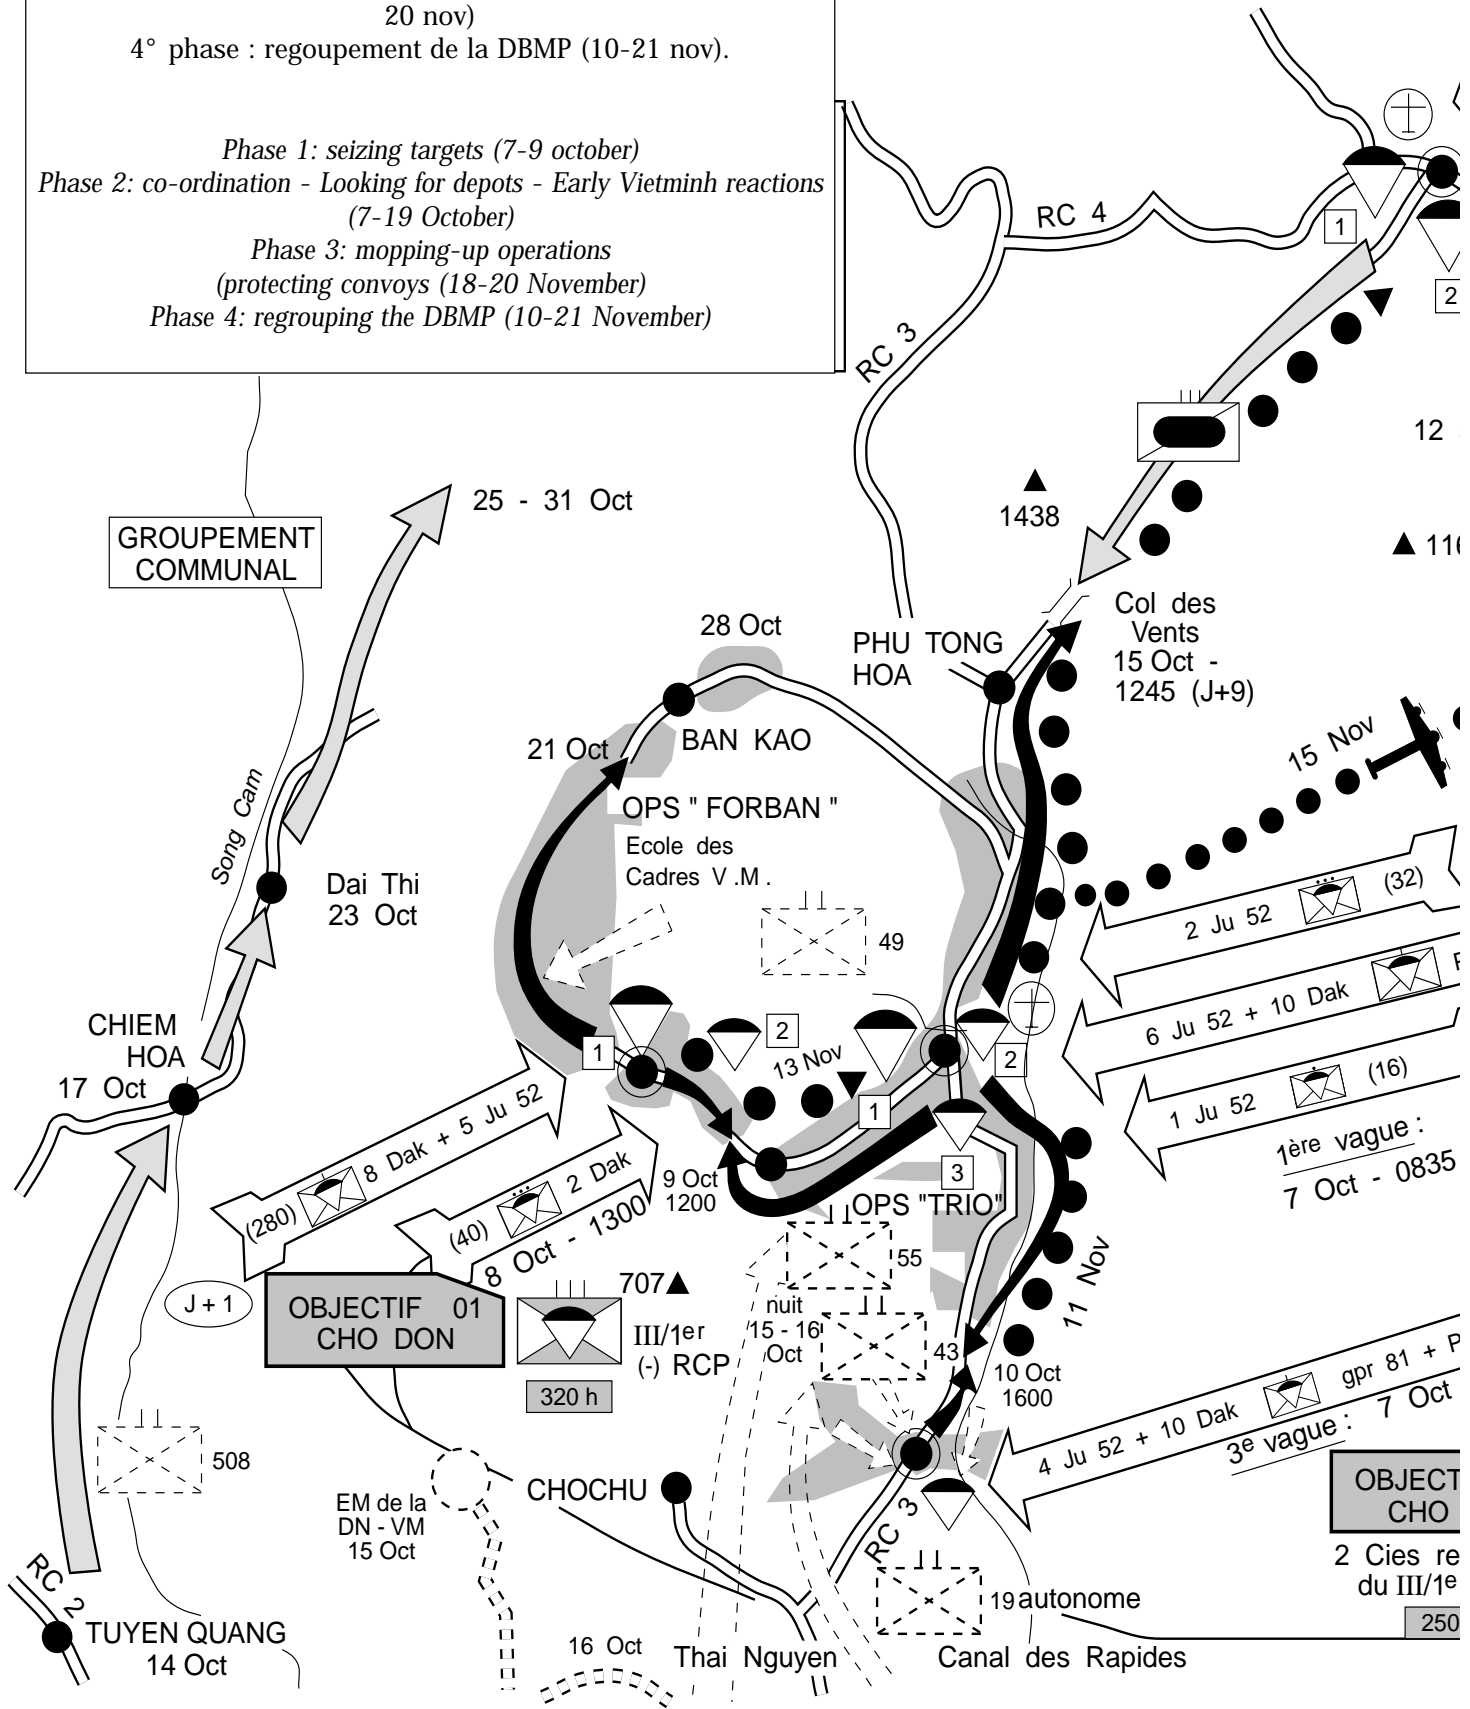 20 nov)
4° phase : regoupement de la DBMP (10-21 nov).
Phase 1: seizing targets (7-9 october)
Phase 2: co-ordination - Looking for depots - Early Vietminh reactions
(7-19 October)
Phase 3: mopping-up operations
(protecting convoys (18-20 November)
Phase 4: regrouping the DBMP (10-21 November)
RC 4
1
2
RC 3
12
1438
116
25 - 31 Oct
GROUPEMENT
COMMUNAL
Col des
Vents
15 Oct -
1245 (J+9)
28 Oct
PHU TONG
HOA
21 Oct
BAN KAO
15 Nov
OPS " FORBAN "
Ecole des
Cadres V .M .
Song Cam
Dai Thi
23 Oct
49
2 Ju 52
(32)
6 Ju 52 + 10 Dak
1 Ju 52
(16)
1ère vague :
7 Oct - 0835
CHIEM
HOA
17 Oct
1
2
13 Nov
1
2
3
(280)
8 Dak + 5 Ju 52
(40)
2 Dak
8 Oct - 1300
9 Oct
1200
OPS "TRIO"
55
J + 1
OBJECTIF 01
CHO DON
707
III/1er
(-) RCP
320 h
nuit
15 - 16
Oct
43
11 Nov
10 Oct
1600
4 Ju 52 + 10 Dak
gpr 81 + P
3e vague :
7 Oct
508
EM de la
DN - VM
15 Oct
CHOCHU
RC 3
OBJECT
CHO
2 Cies re
du III/1e
250
RC 2
TUYEN QUANG
14 Oct
16 Oct
Thai Nguyen
19 autonome
Canal des Rapides